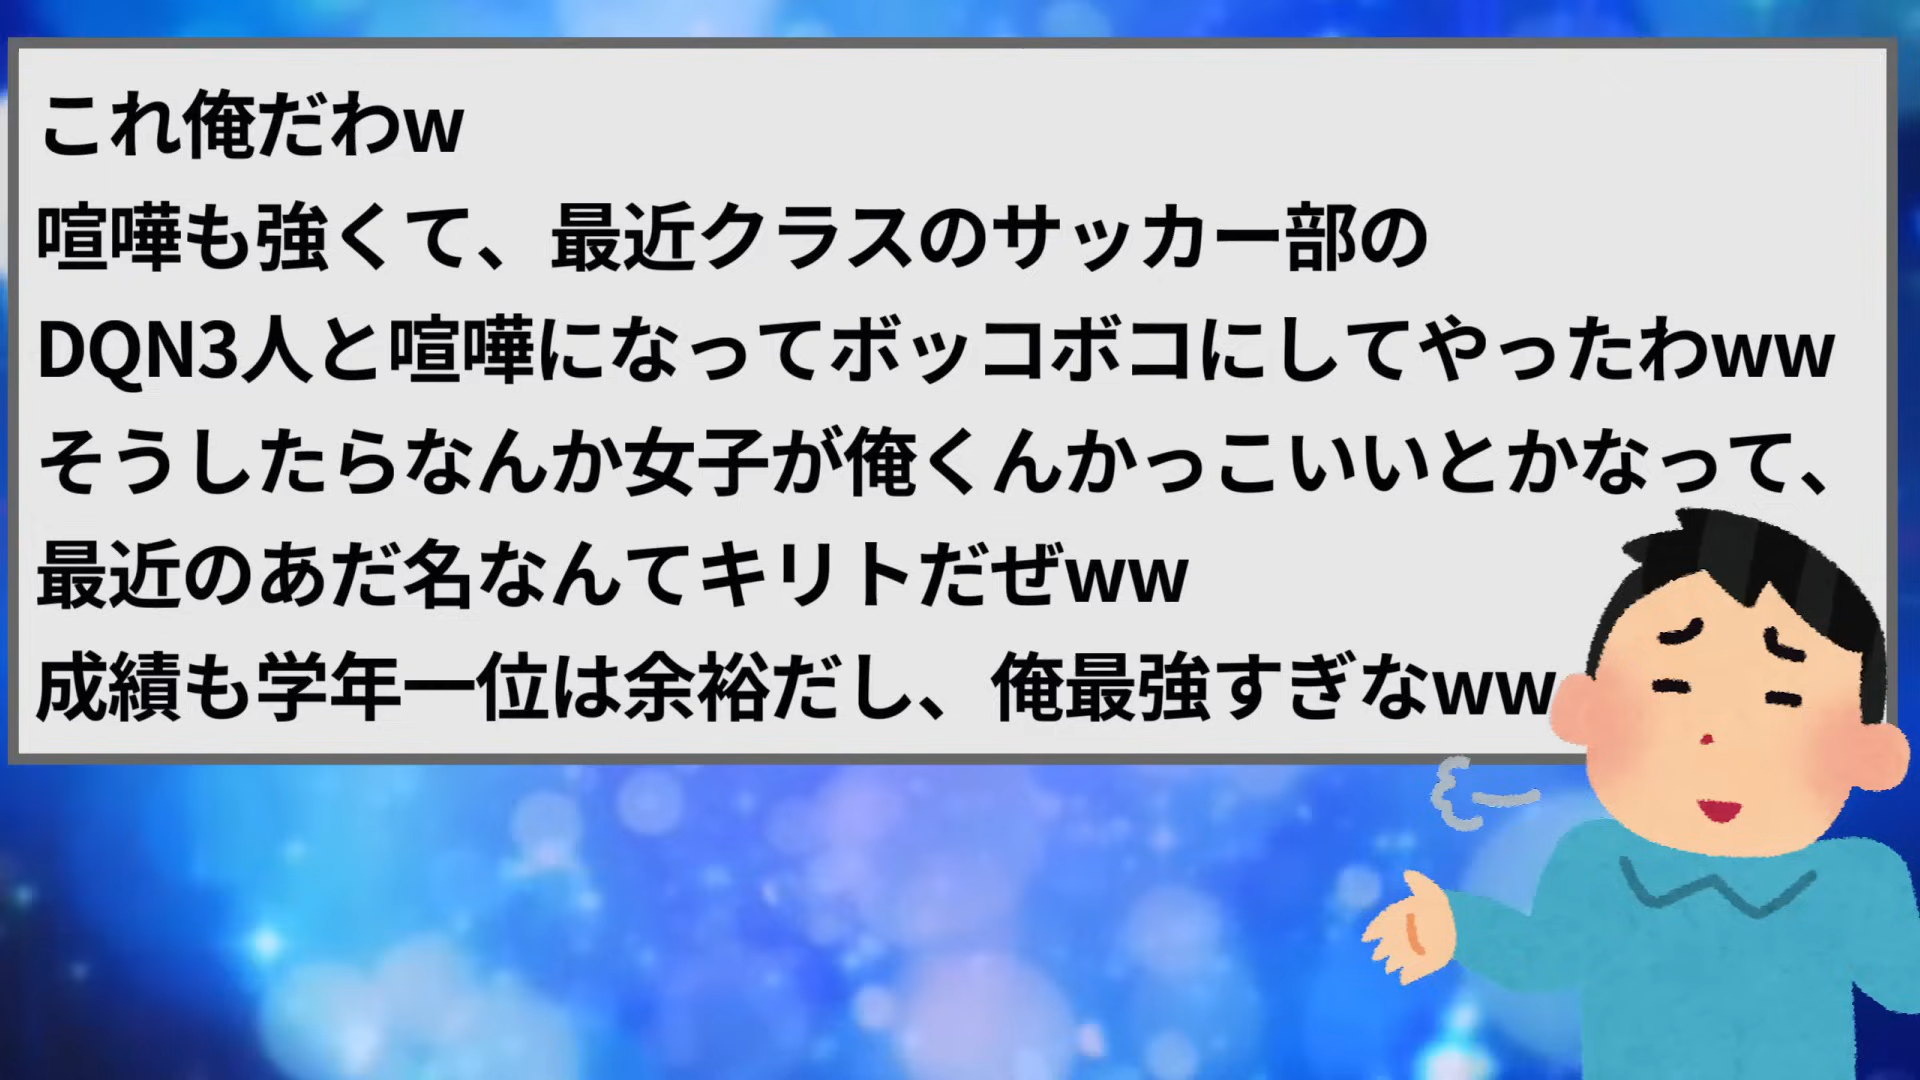 これ俺だわw
喧嘩も強くて、最近クラスのサッカー部の
DQN3人と喧嘩になってボッコボコにしてやったわww
そうしたらなんか女子が俺くんかっこいいとかなって、
最近のあだ名なんてキリトだぜww
成績も学年一位は余裕だし、俺最強すぎなww